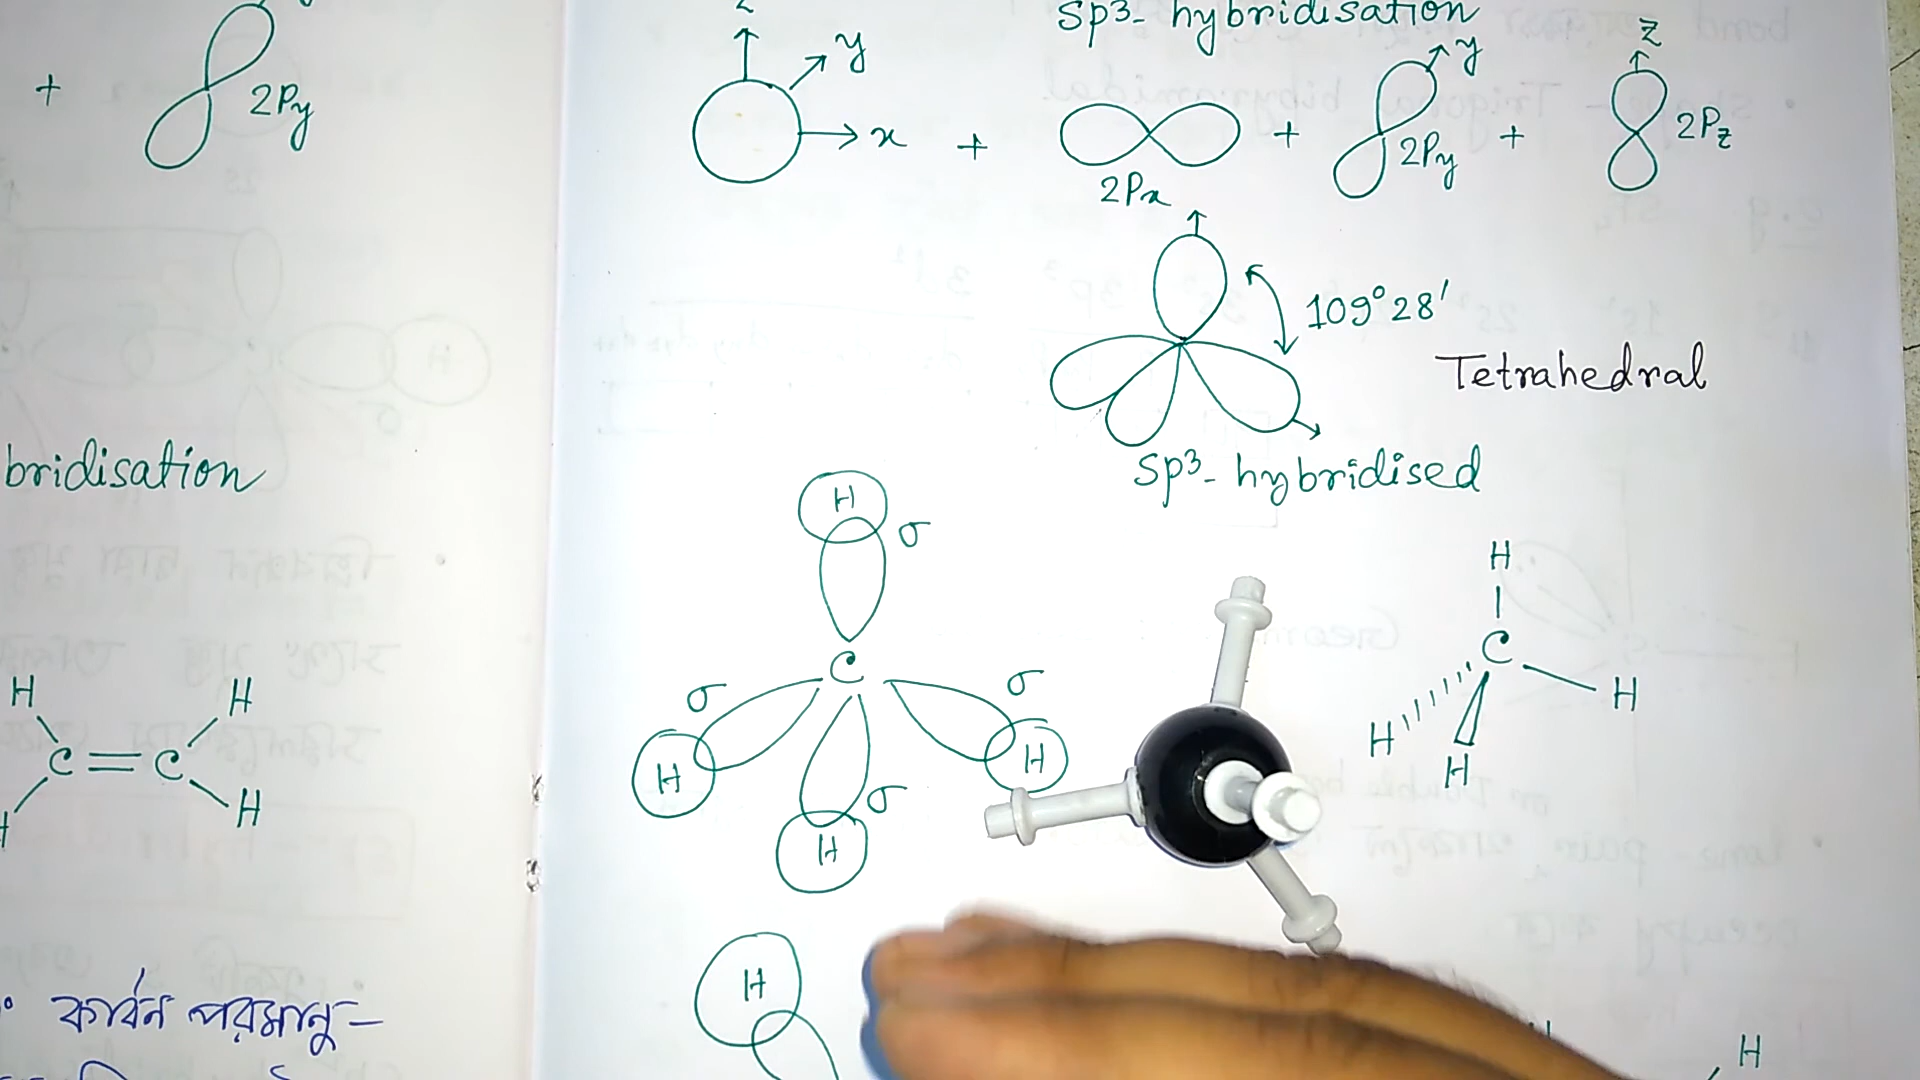 + 2Py
bridisation
H H
C = C
H H
• কার্বন পরমানু –
Sp3- hybridisation
z y x + 2Px + y 2Py + z 2Pz
109° 28'
Tetrahedral
Sp3- hybridised
H σ
C
σ H σ H
σ H
H
C
H H
H
H
H